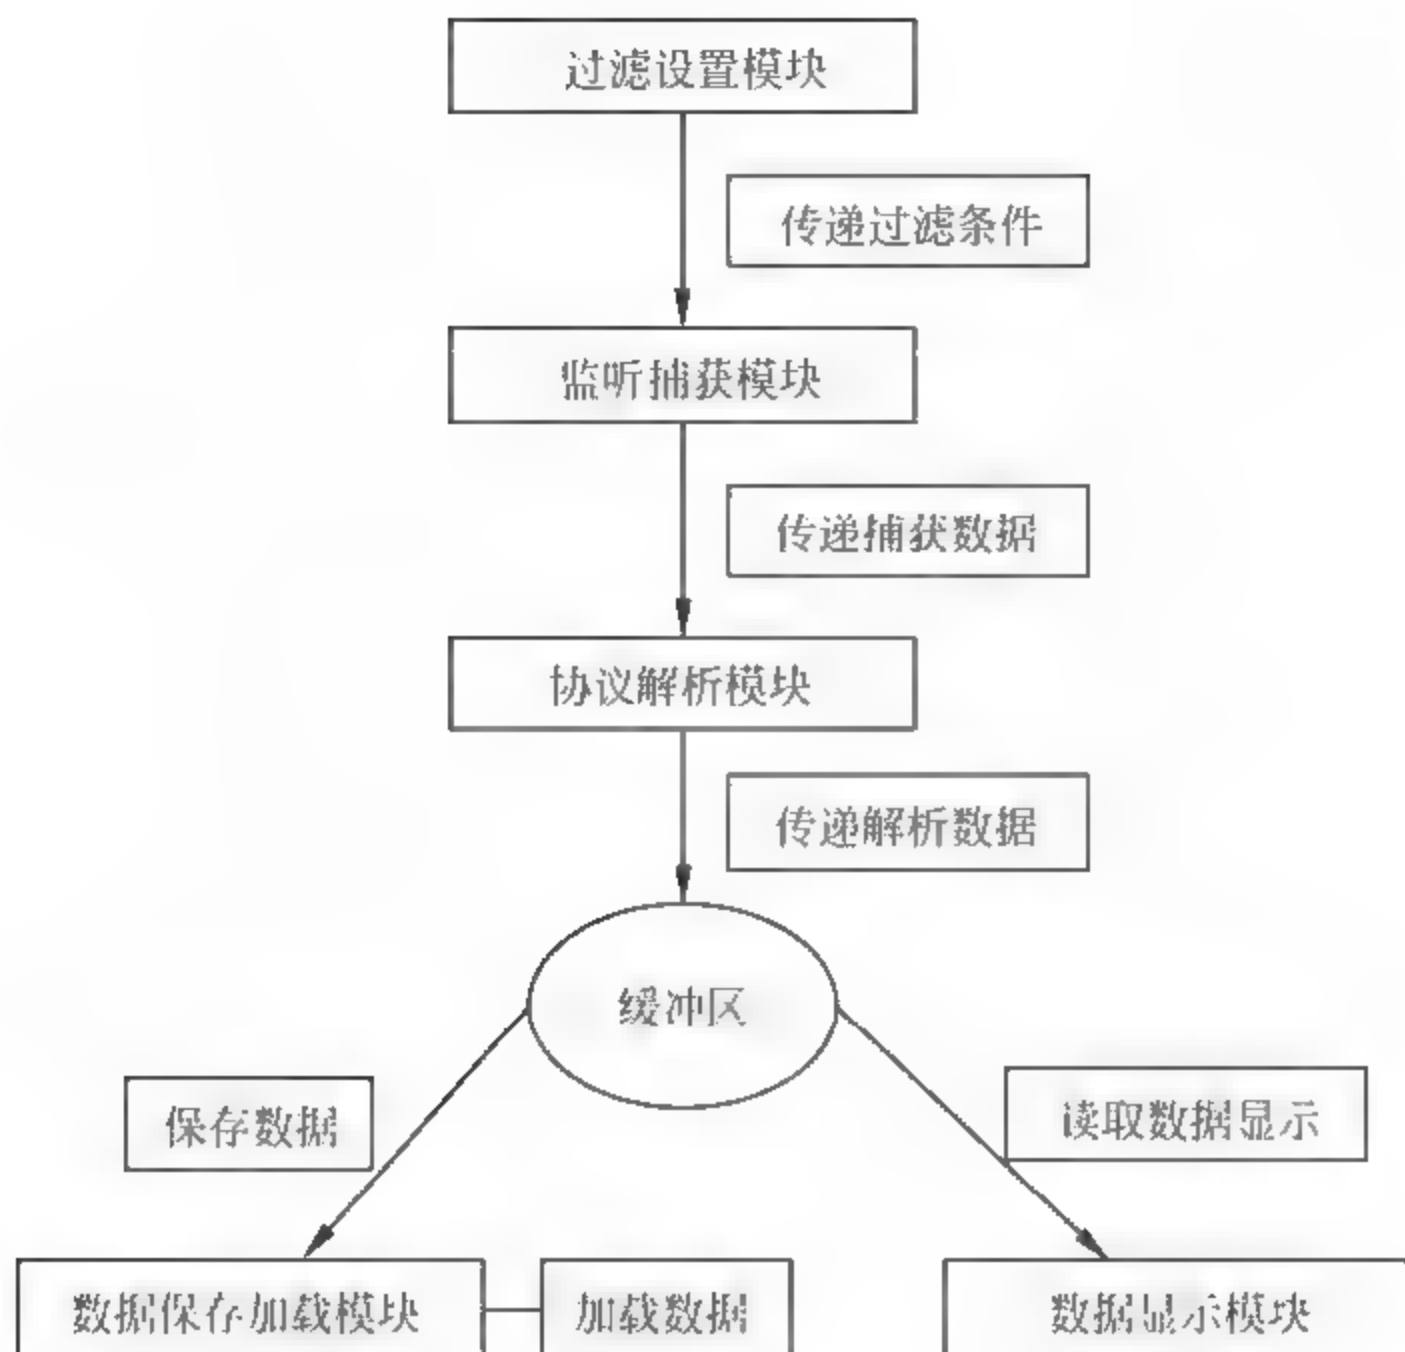 过滤设置模块
传递过滤条件
监听捕获模块
传递捕获数据
协议解析模块
传递解析数据
缓冲区
保存数据
读取数据显示
数据保存加载模块
加载数据
数据显示模块